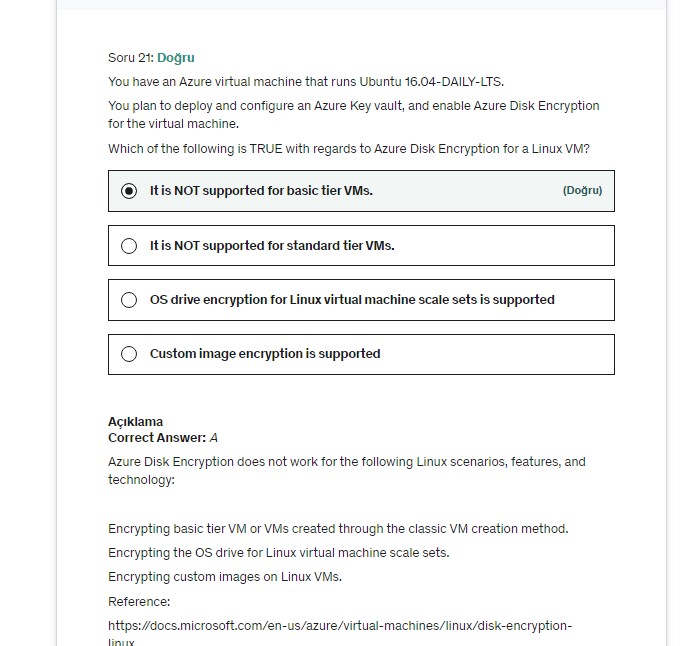 Soru 21: Doğru
You have an Azure virtual machine that runs Ubuntu 16.04-DAILY-LTS.
You plan to deploy and configure an Azure Key vault, and enable Azure Disk Encryption
for the virtual machine.
Which of the following is TRUE with regards to Azure Disk Encryption for a Linux VM?
It is NOT supported for basic tier VMs. (Doğru)
It is NOT supported for standard tier VMs.
OS drive encryption for Linux virtual machine scale sets is supported
Custom image encryption is supported
Açıklama
Correct Answer: A
Azure Disk Encryption does not work for the following Linux scenarios, features, and
technology:
Encrypting basic tier VM or VMs created through the classic VM creation method.
Encrypting the OS drive for Linux virtual machine scale sets.
Encrypting custom images on Linux VMs.
Reference:
https://docs.microsoft.com/en-us/azure/virtual-machines/linux/disk-encryption-
linux